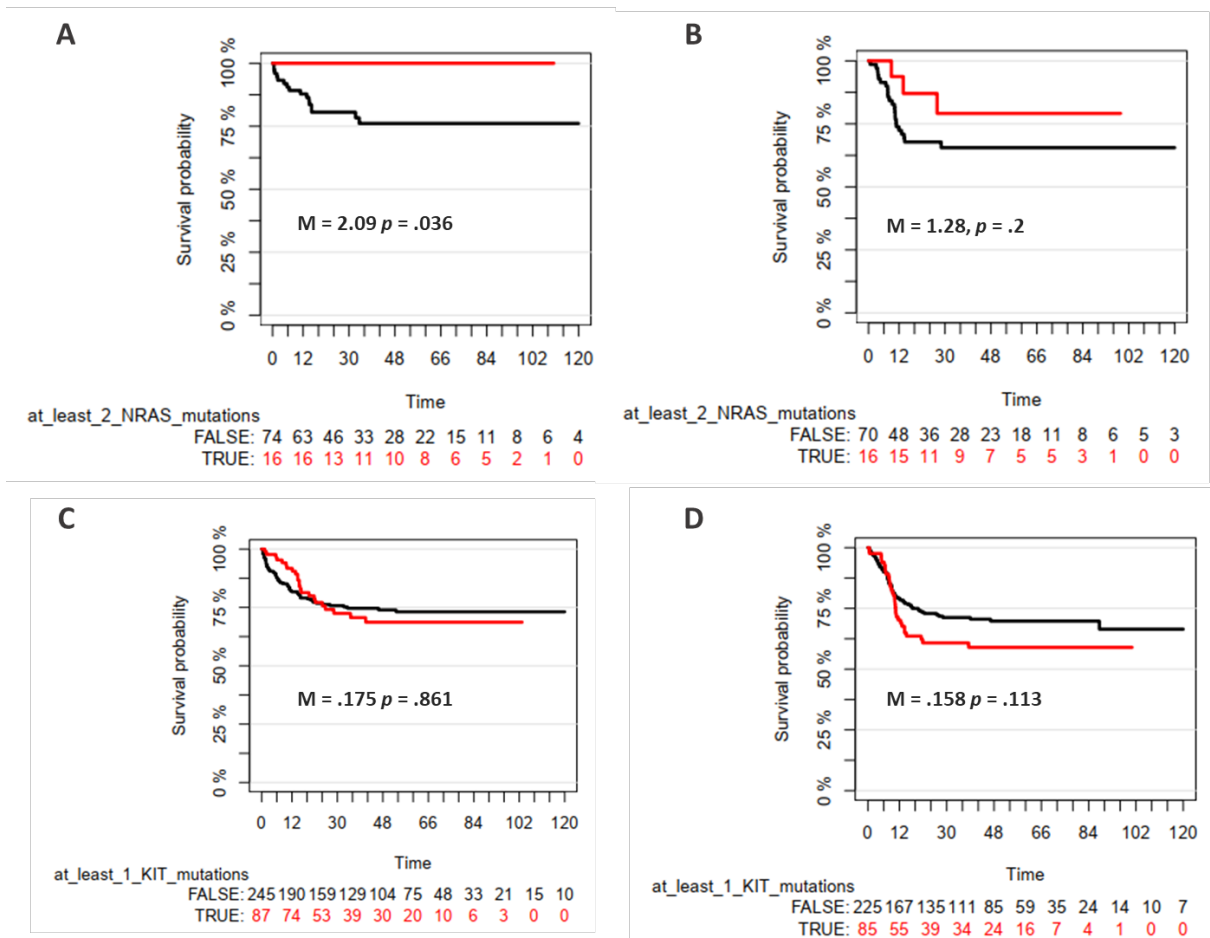 A
100 %
75 %
50 %
25 %
0 %
Survival probability
M = 2.09 p = .036
0 12 30 48 66 84 102 120
Time
at_least_2_NRAS_mutations
FALSE: 74 63 46 33 28 22 15 11 8 6 4
TRUE: 16 16 13 11 10 8 6 5 2 1 0
B
100 %
75 %
50 %
25 %
0 %
Survival probability
M = 1.28, p = .2
0 12 30 48 66 84 102 120
Time
at_least_2_NRAS_mutations
FALSE: 70 48 36 28 23 18 11 8 6 5 3
TRUE: 16 15 11 9 7 5 5 3 1 0 0
C
100 %
75 %
50 %
25 %
0 %
Survival probability
M = .175 p = .861
0 12 30 48 66 84 102 120
Time
at_least_1_KIT_mutations
FALSE: 245 190 159 129 104 75 48 33 21 15 10
TRUE: 87 74 53 39 30 20 10 6 3 0 0
D
100 %
75 %
50 %
25 %
0 %
Survival probability
M = .158 p = .113
0 12 30 48 66 84 102 120
Time
at_least_1_KIT_mutations
FALSE: 225 167 135 111 85 59 35 24 14 10 7
TRUE: 85 55 39 34 24 16 7 4 1 0 0